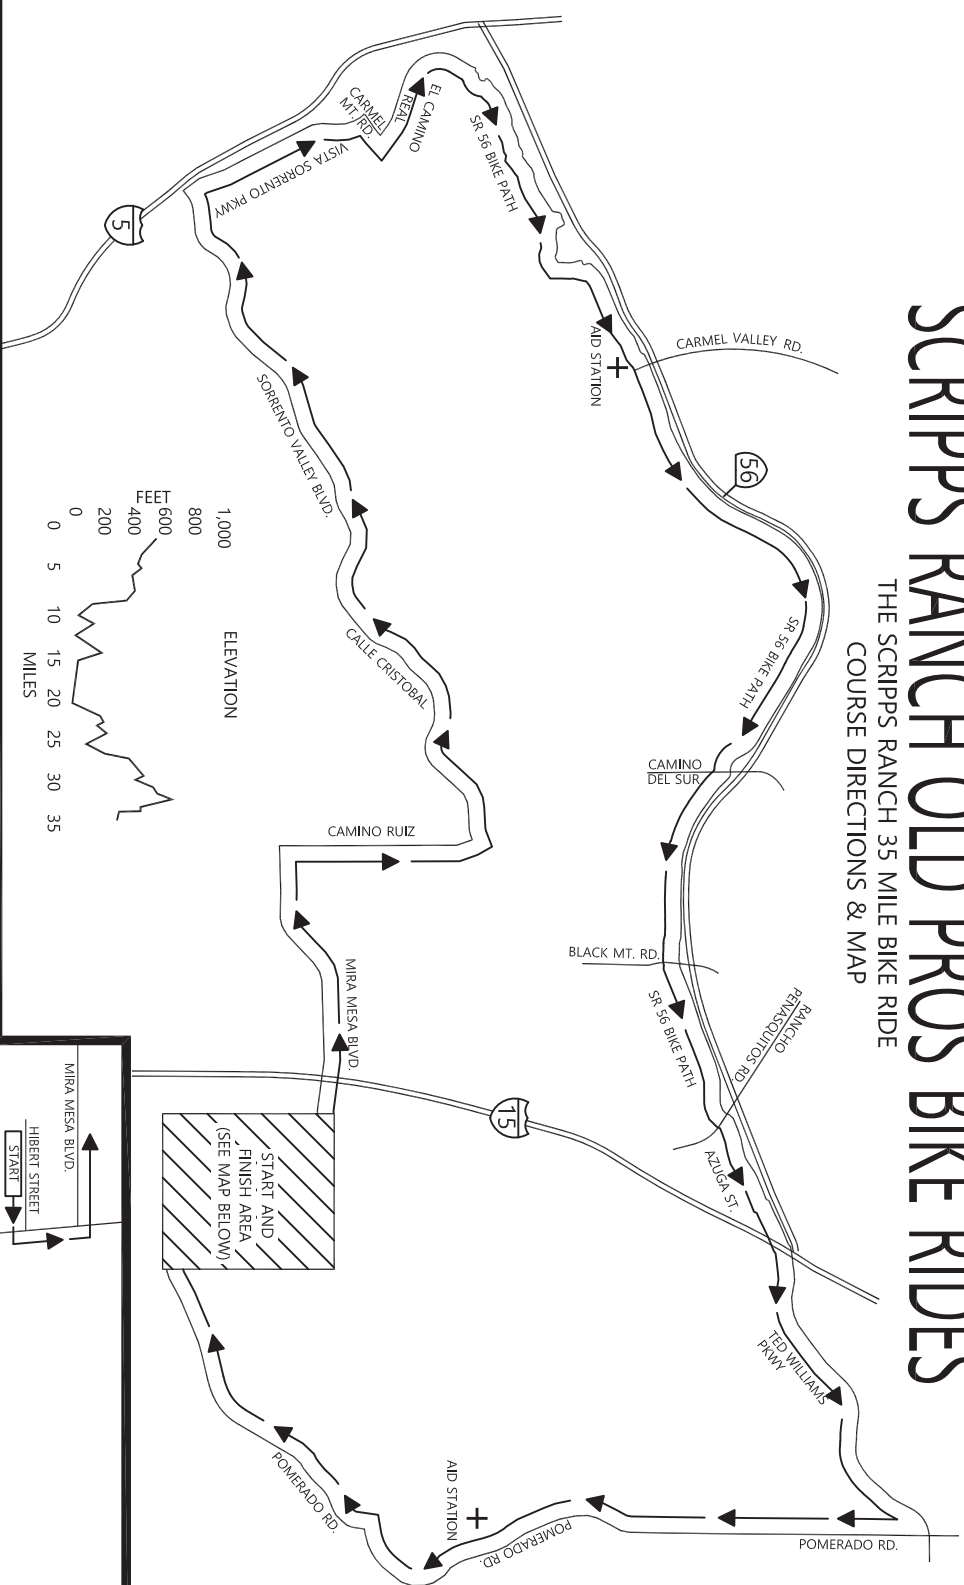 SCRIPPS RANCH OLD PROS BIKE RIDES
THE SCRIPPS RANCH 35 MILE BIKE RIDE
COURSE DIRECTIONS & MAP
56
CARMEL VALLEY RD.
AID STATION
SR 56 BIKE PATH
EL CAMINO
REAL
CARMEL
MT. RD.
VISTA SORRENTO PKWY
5
SORRENTO VALLEY BLVD.
CALLE CRISTOBAL
CAMINO RUIZ
MIRA MESA BLVD.
SR 56 BIKE PATH
CAMINO
DEL SUR
BLACK MT. RD.
SR 56 BIKE PATH
RANCHO
PENASQUITOS RD
AZUGA ST.
15
TED WILLIAMS
PKWY
POMERADO RD.
POMERADO RD.
AID STATION
POMERADO RD.
START AND
FINISH AREA
(SEE MAP BELOW)
ELEVATION
1,000
800
600
400
200
0
FEET
0 5 10 15 20 25 30 35
MILES
MIRA MESA BLVD.
HIBERT STREET
START